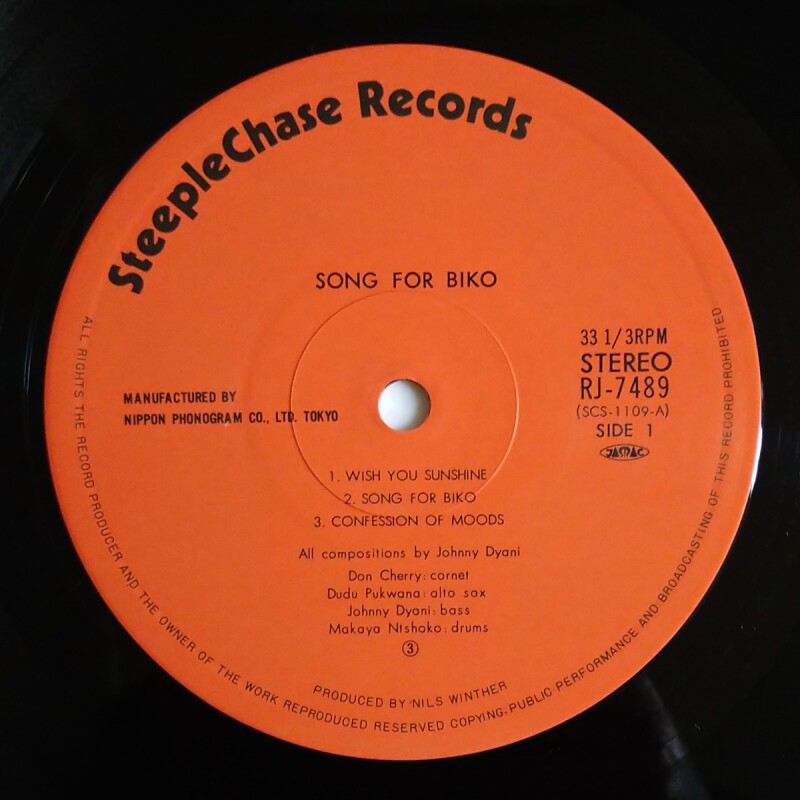 SteepleChase Records
SONG FOR BIKO
33 1/3RPM
STEREO
RJ-7489
(SCS-1109-A)
SIDE 1
JASRAC
MANUFACTURED BY
NIPPON PHONOGRAM CO., LTD. TOKYO
1. WISH YOU SUNSHINE
2. SONG FOR BIKO
3. CONFESSION OF MOODS
All compositions by Johnny Dyani
Don Cherry: cornet
Dudu Pukwana: alto sax
Johnny Dyani: bass
Makaya Ntshoko: drums
③
PRODUCED BY NILS WINTHER
ALL RIGHTS THE RECORD PRODUCER AND THE OWNER OF THE WORK REPRODUCED RESERVED COPYING, PUBLIC PERFORMANCE AND BROADCASTING OF THIS RECORD PROHIBITED